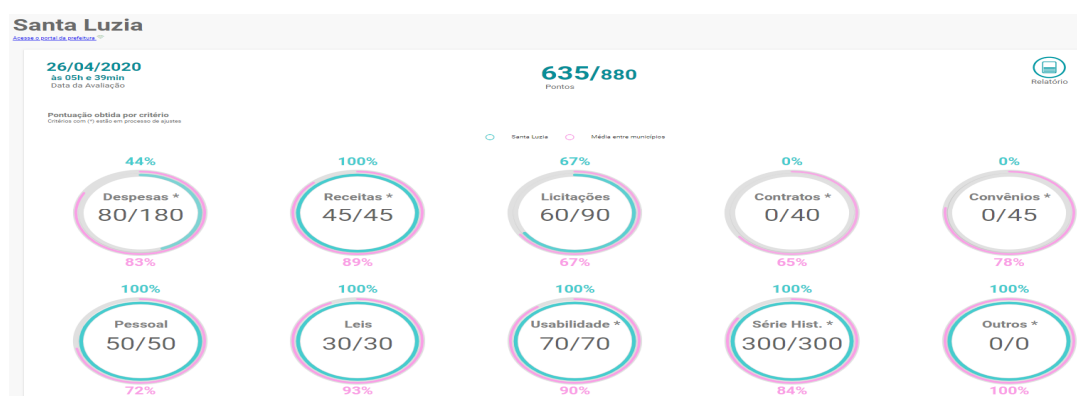 Santa Luzia
Acesse o portal da prefeitura
26/04/2020
às 05h e 39min
Data da Avaliação
635/880
Pontos
Relatório
Pontuação obtida por critério
Critérios com (*) estão em processo de ajustes
Santa Luzia Média entre municípios
44% 100% 67% 0% 0%
Despesas * Receitas * Licitações Contratos * Convênios *
80/180 45/45 60/90 0/40 0/45
83% 89% 67% 65% 78%
100% 100% 100% 100% 100%
Pessoal Leis Usabilidade * Série Hist. * Outros *
50/50 30/30 70/70 300/300 0/0
72% 93% 90% 84% 100%